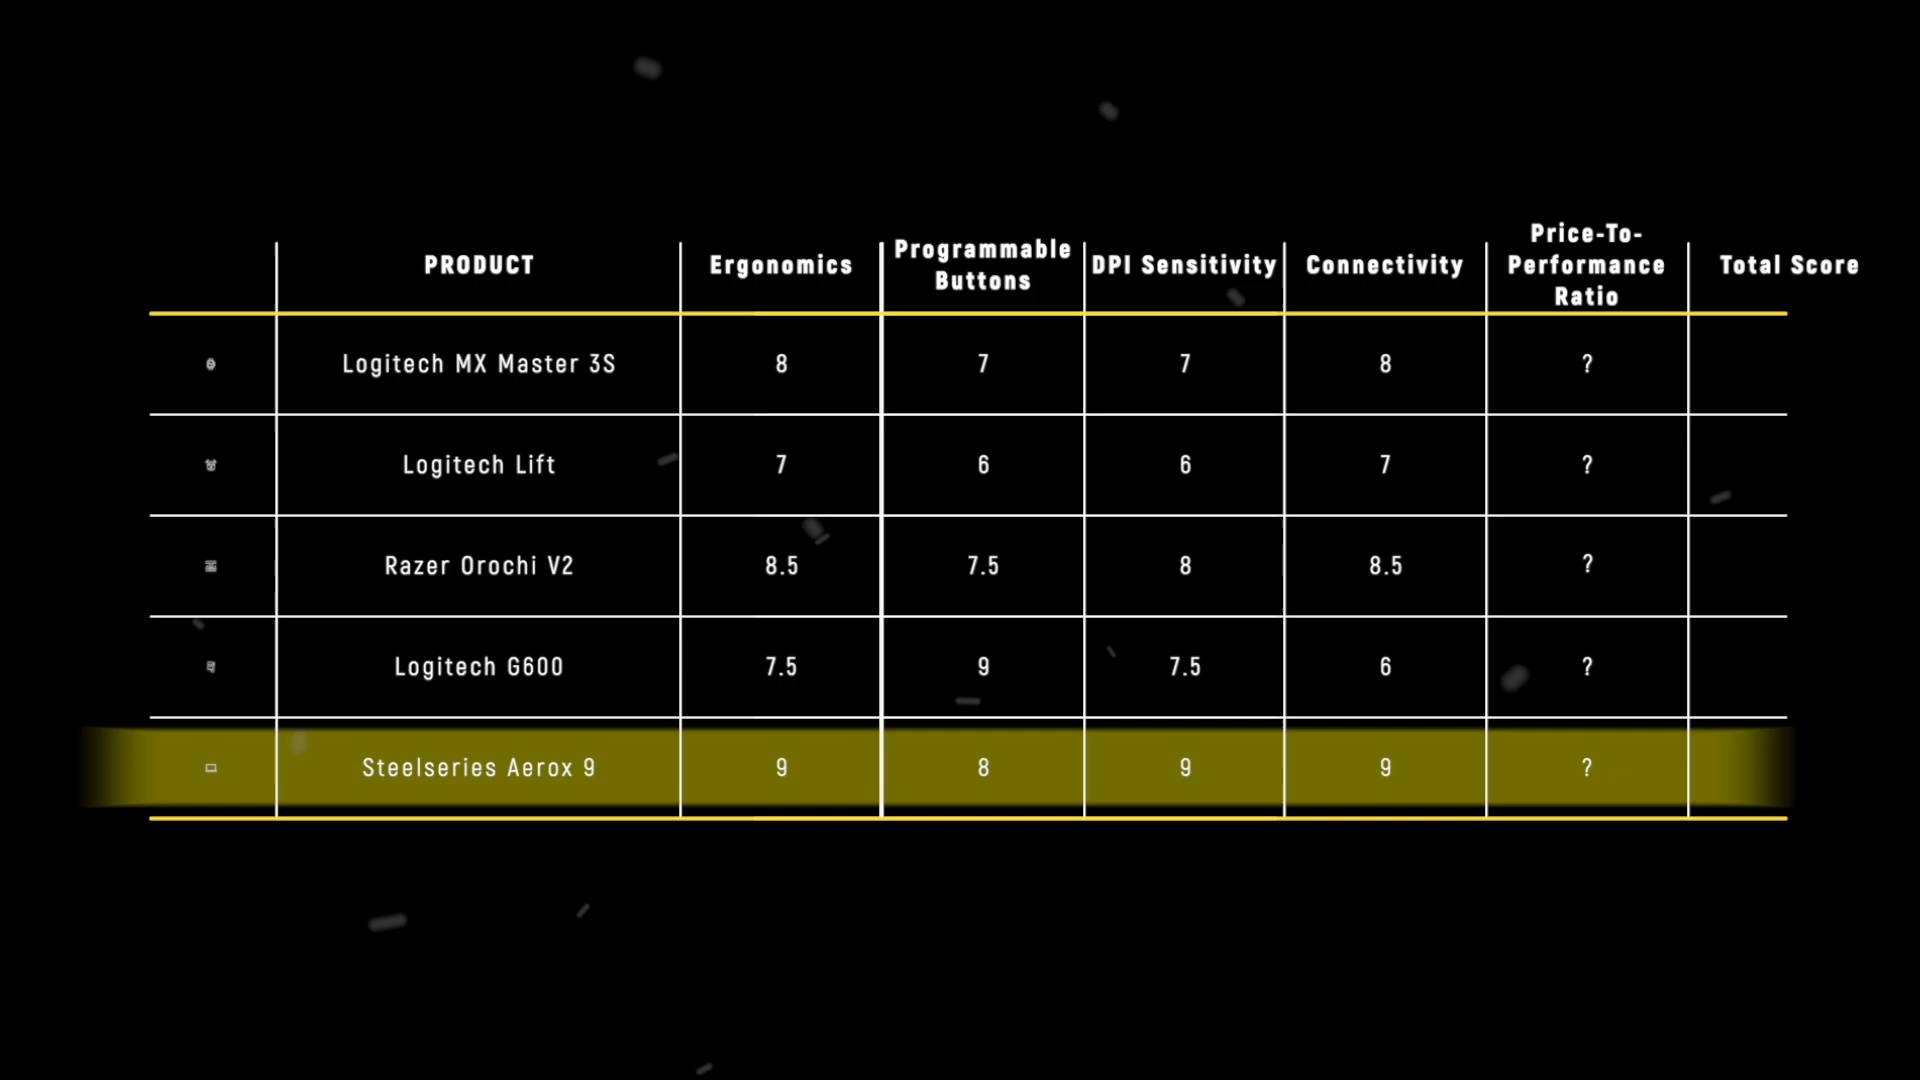 PRODUCT
Ergonomics
Programmable
Buttons
DPI Sensitivity
Connectivity
Price-To-
Performance
Ratio
Total Score
Logitech MX Master 3S 8 7 7 8 ?
Logitech Lift 7 6 6 7 ?
Razer Orochi V2 8.5 7.5 8 8.5 ?
Logitech G600 7.5 9 7.5 6 ?
Steelseries Aerox 9 9 8 9 9 ?